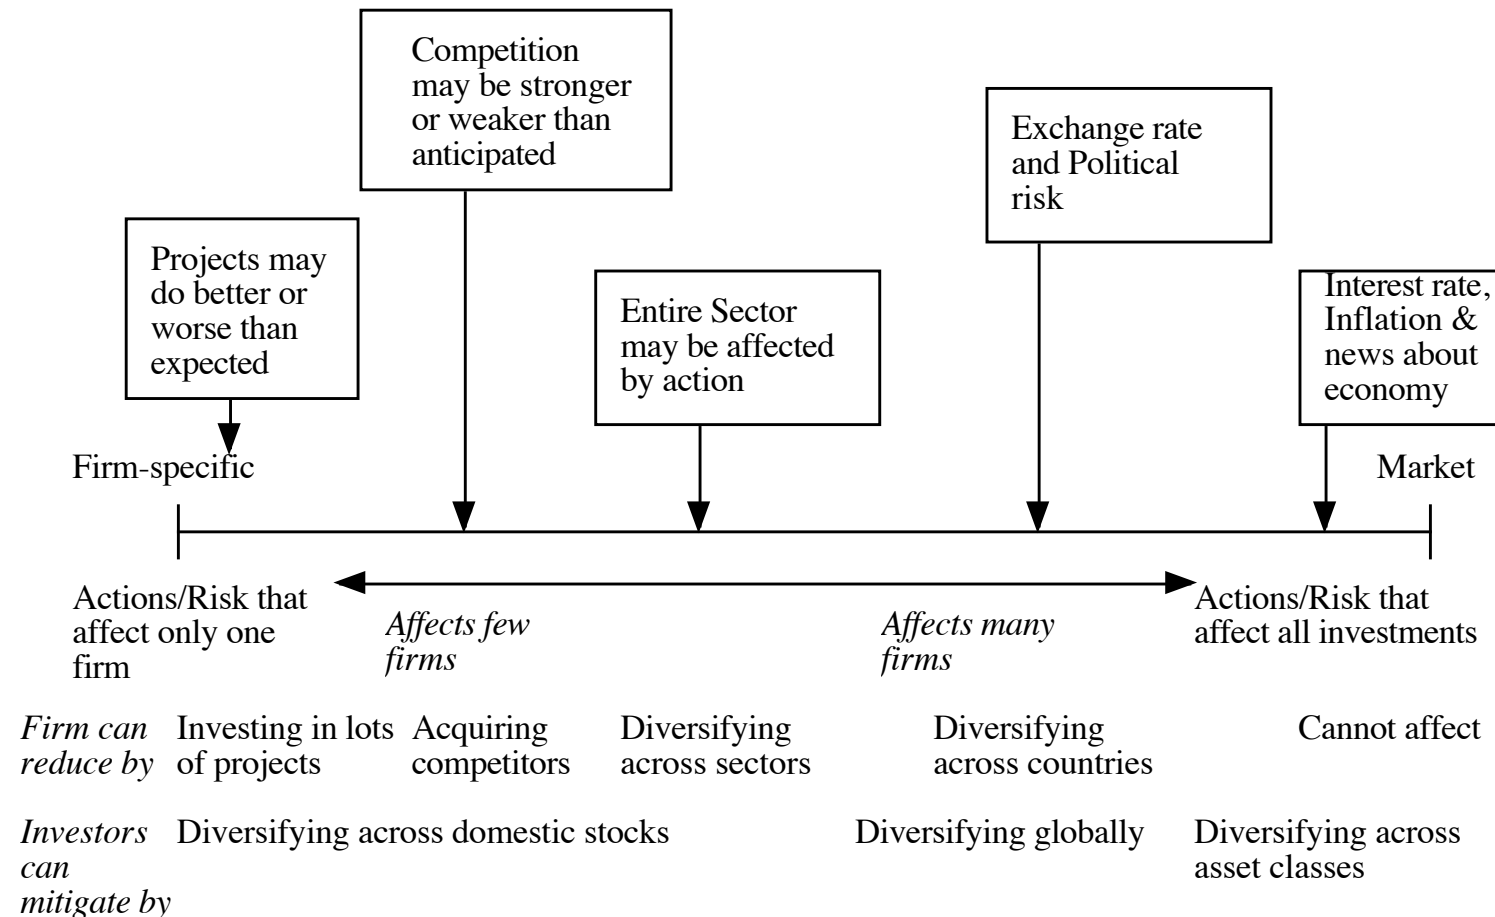 Competition
may be stronger
or weaker than
anticipated
Exchange rate
and Political
risk
Projects may
do better or
worse than
expected
Entire Sector
may be affected
by action
Interest rate,
Inflation &
news about
economy
Firm-specific
Market
Actions/Risk that
affect only one
firm
Affects few
firms
Affects many
firms
Actions/Risk that
affect all investments
Firm can
reduce by
Investing in lots
of projects
Acquiring
competitors
Diversifying
across sectors
Diversifying
across countries
Cannot affect
Investors
can
mitigate by
Diversifying across domestic stocks
Diversifying globally
Diversifying across
asset classes